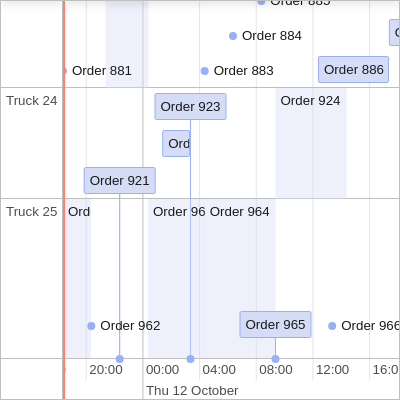 Order 884
Order 881
Order 883
Order 886
Truck 24
Order 923
Order 924
Ord
Order 921
Truck 25
Ord
Order 96
Order 964
Order 962
Order 965
Order 966
20:00
00:00
04:00
08:00
12:00
16:0
Thu 12 October